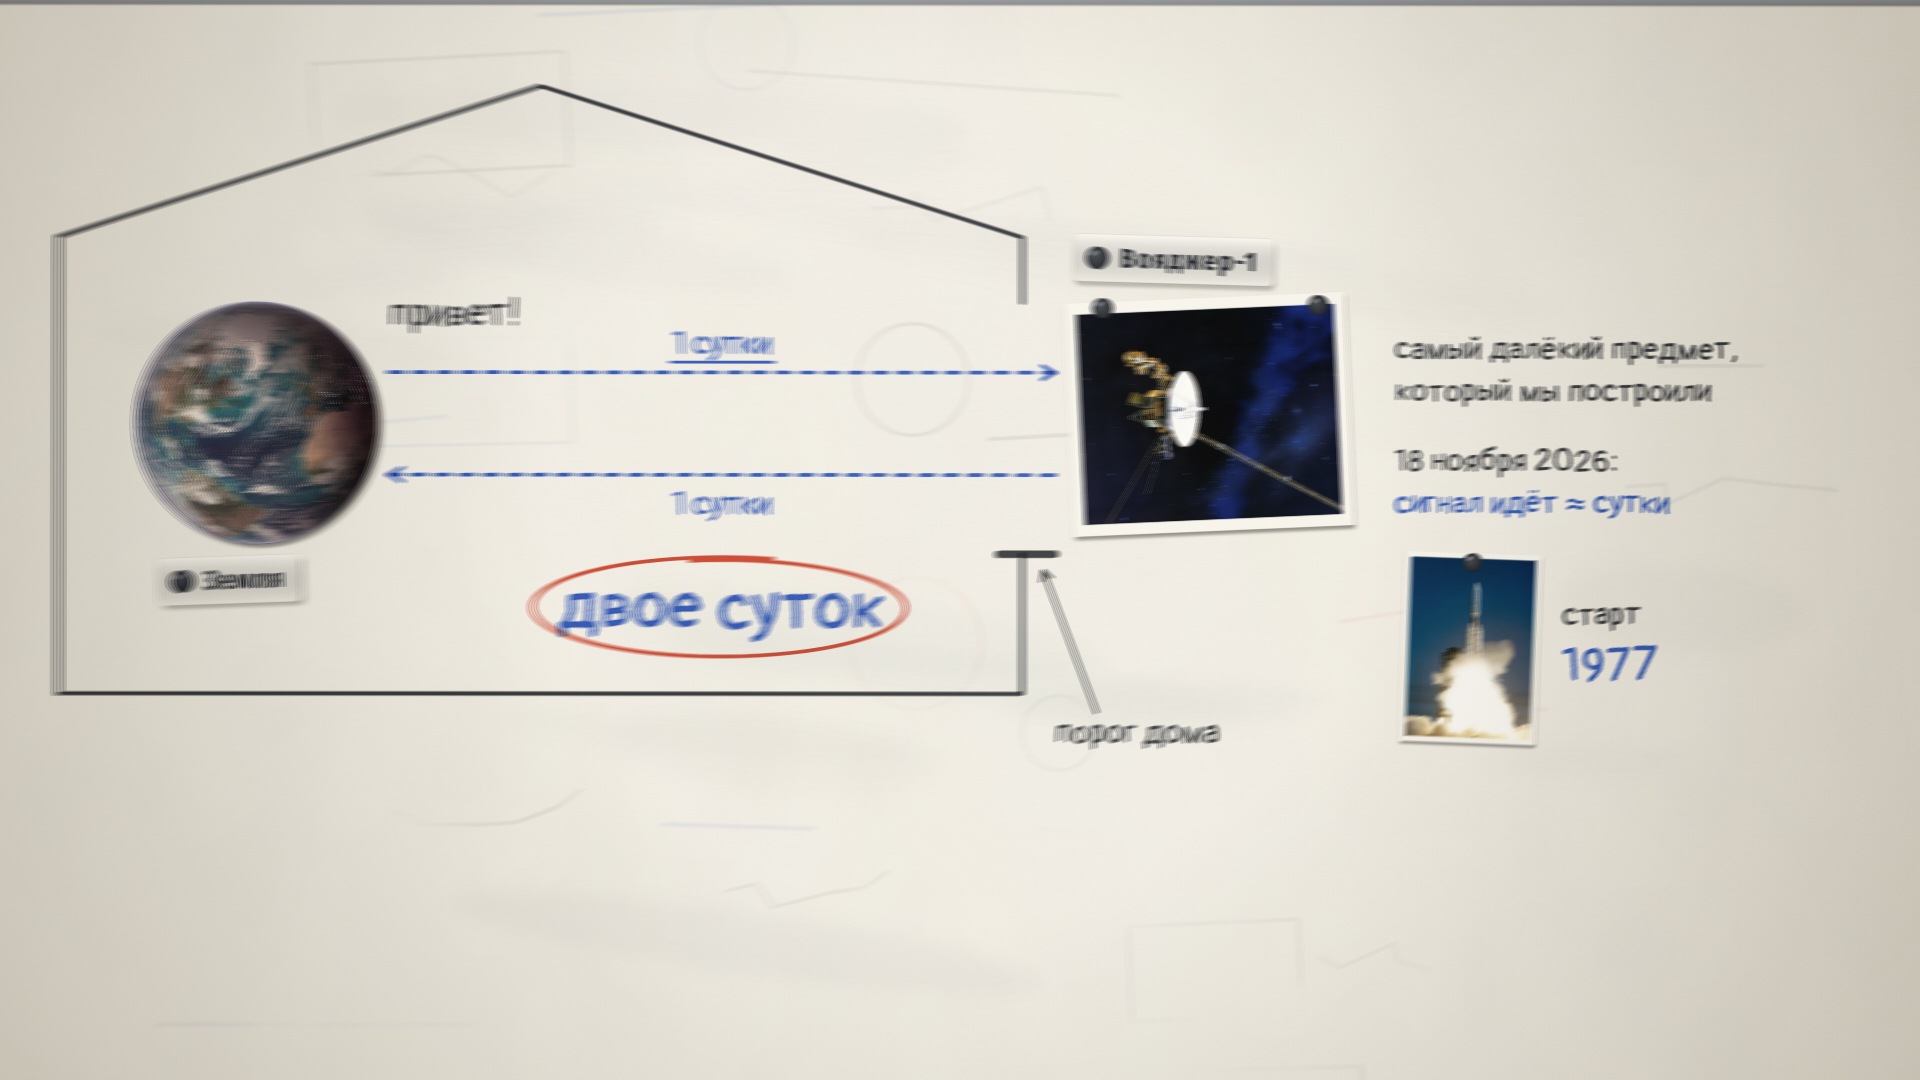 Вояджер-1
привет!
1 сутки
самый далёкий предмет,
который мы построили
18 ноября 2026:
1 сутки
сигнал идёт ≈ сутки
Земля
двое суток
старт
1977
порог дома